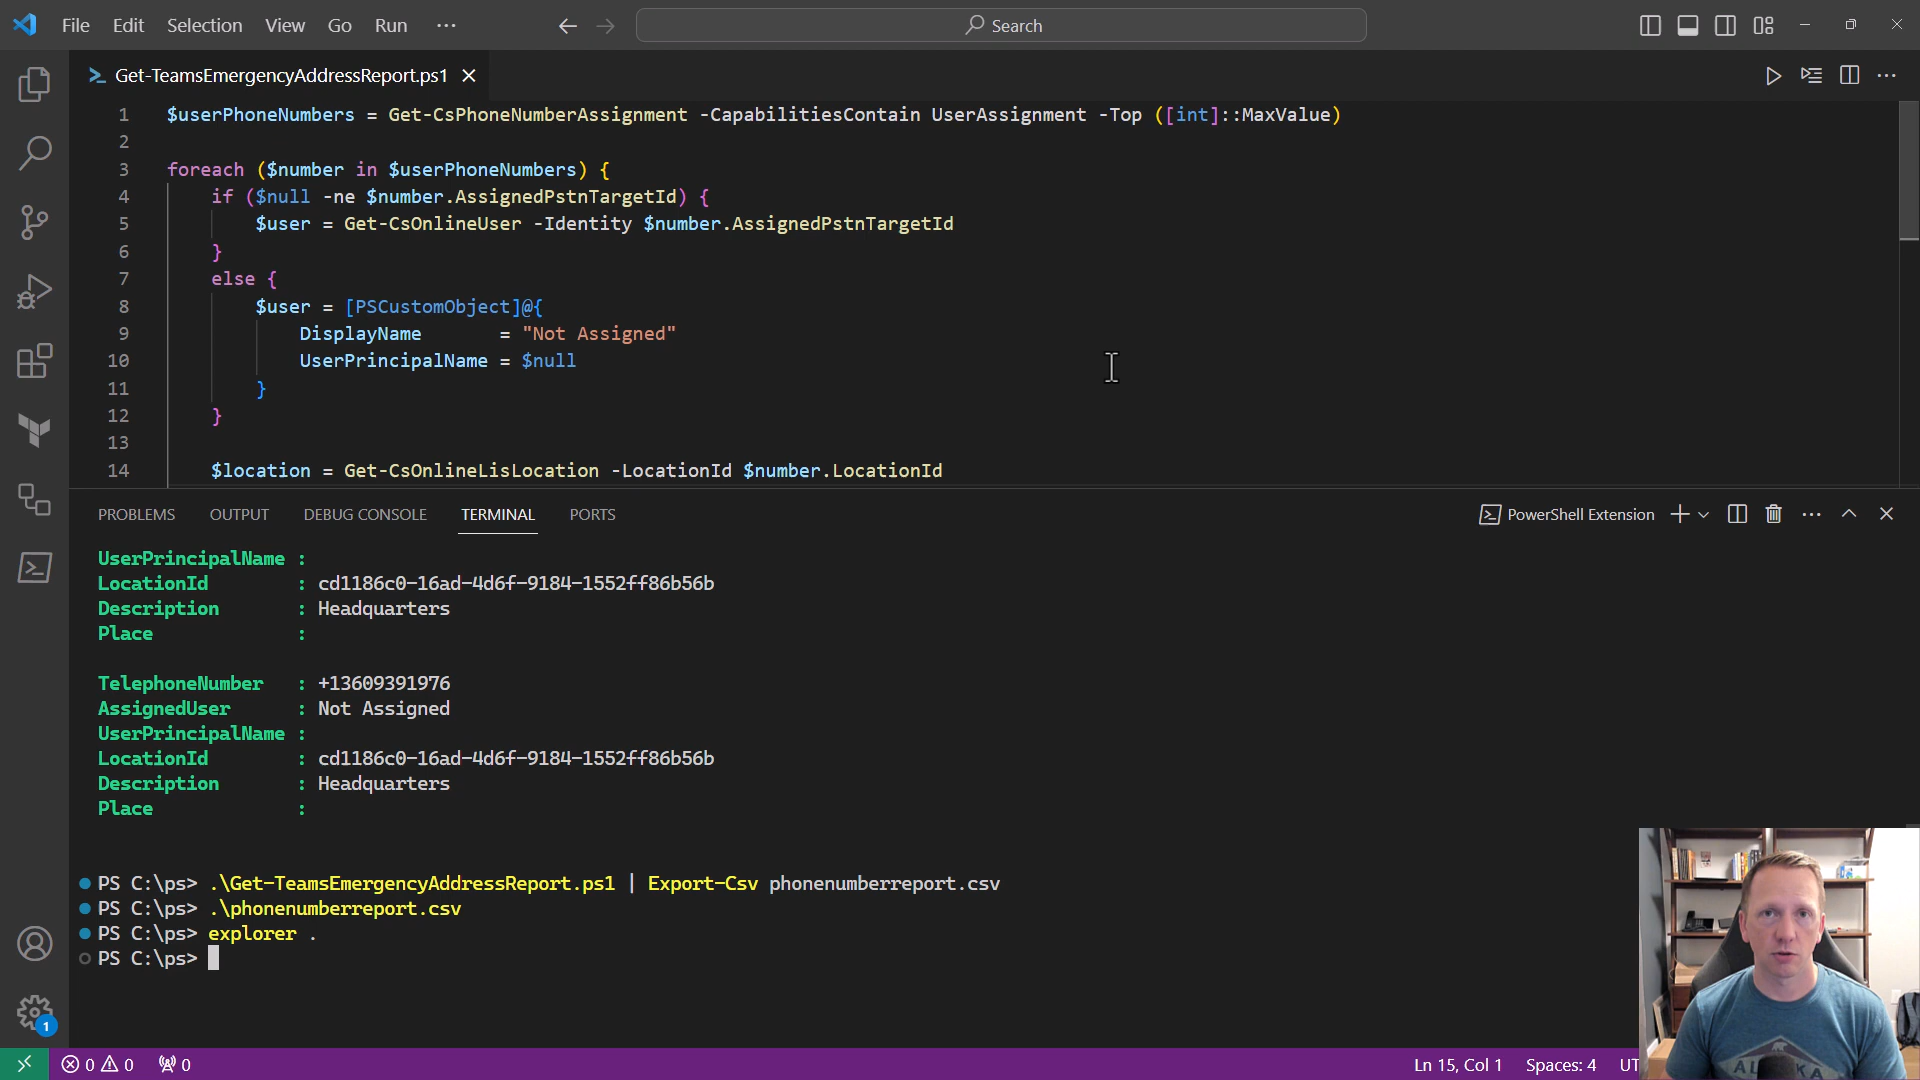 File Edit Selection View Go Run ···
Search
Get-TeamsEmergencyAddressReport.ps1
1 $userPhoneNumbers = Get-CsPhoneNumberAssignment -CapabilitiesContain UserAssignment -Top ([int]::MaxValue)
2
3 foreach ($number in $userPhoneNumbers) {
4 if ($null -ne $number.AssignedPstnTargetId) {
5 $user = Get-CsOnlineUser -Identity $number.AssignedPstnTargetId
6 }
7 else {
8 $user = [PSCustomObject]@{
9 DisplayName = "Not Assigned"
10 UserPrincipalName = $null
11 }
12 }
13
14 $location = Get-CsOnlineLisLocation -LocationId $number.LocationId
PROBLEMS OUTPUT DEBUG CONSOLE TERMINAL PORTS
PowerShell Extension
UserPrincipalName :
LocationId : cd1186c0-16ad-4d6f-9184-1552ff86b56b
Description : Headquarters
Place :
TelephoneNumber : +13609391976
AssignedUser : Not Assigned
UserPrincipalName :
LocationId : cd1186c0-16ad-4d6f-9184-1552ff86b56b
Description : Headquarters
Place :
PS C:\ps> .\Get-TeamsEmergencyAddressReport.ps1 | Export-Csv phonenumberreport.csv
PS C:\ps> .\phonenumberreport.csv
PS C:\ps> explorer .
PS C:\ps>
1
0 0 0
Ln 15, Col 1 Spaces: 4 UT